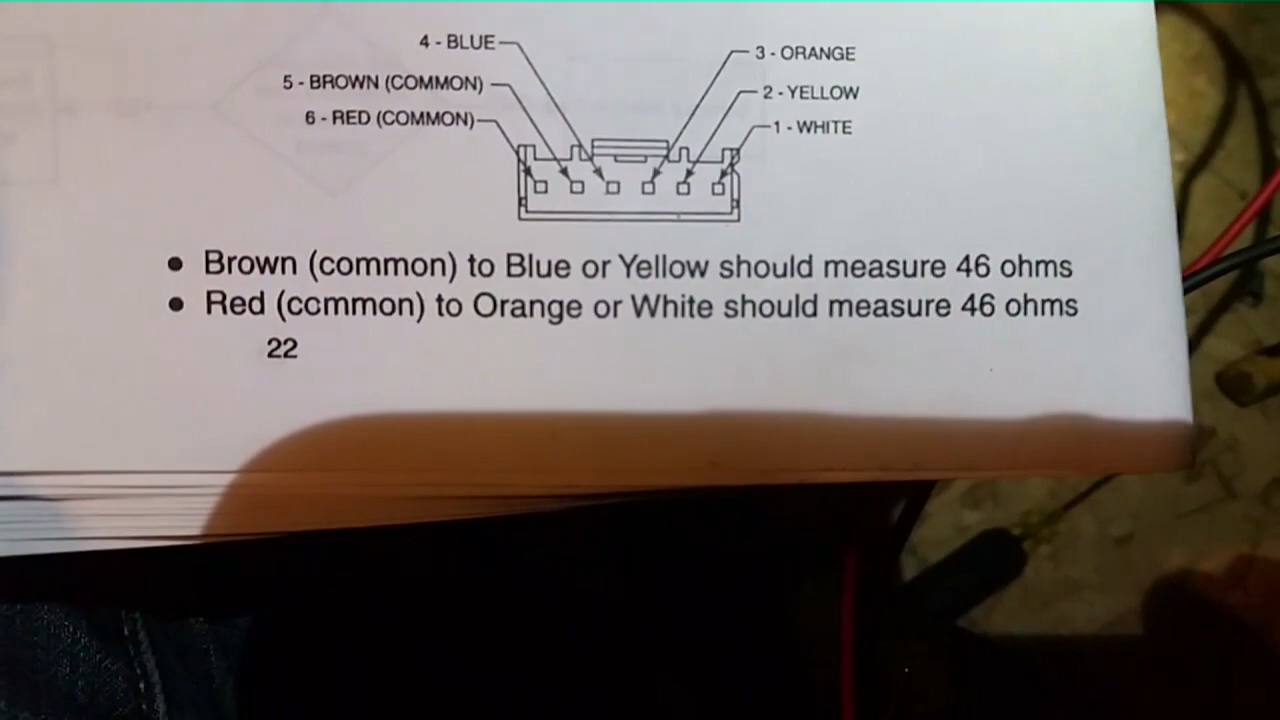 4 - BLUE
3 - ORANGE
5 - BROWN (COMMON)
2 - YELLOW
6 - RED (COMMON)
1 - WHITE
• Brown (common) to Blue or Yellow should measure 46 ohms
• Red (common) to Orange or White should measure 46 ohms
22